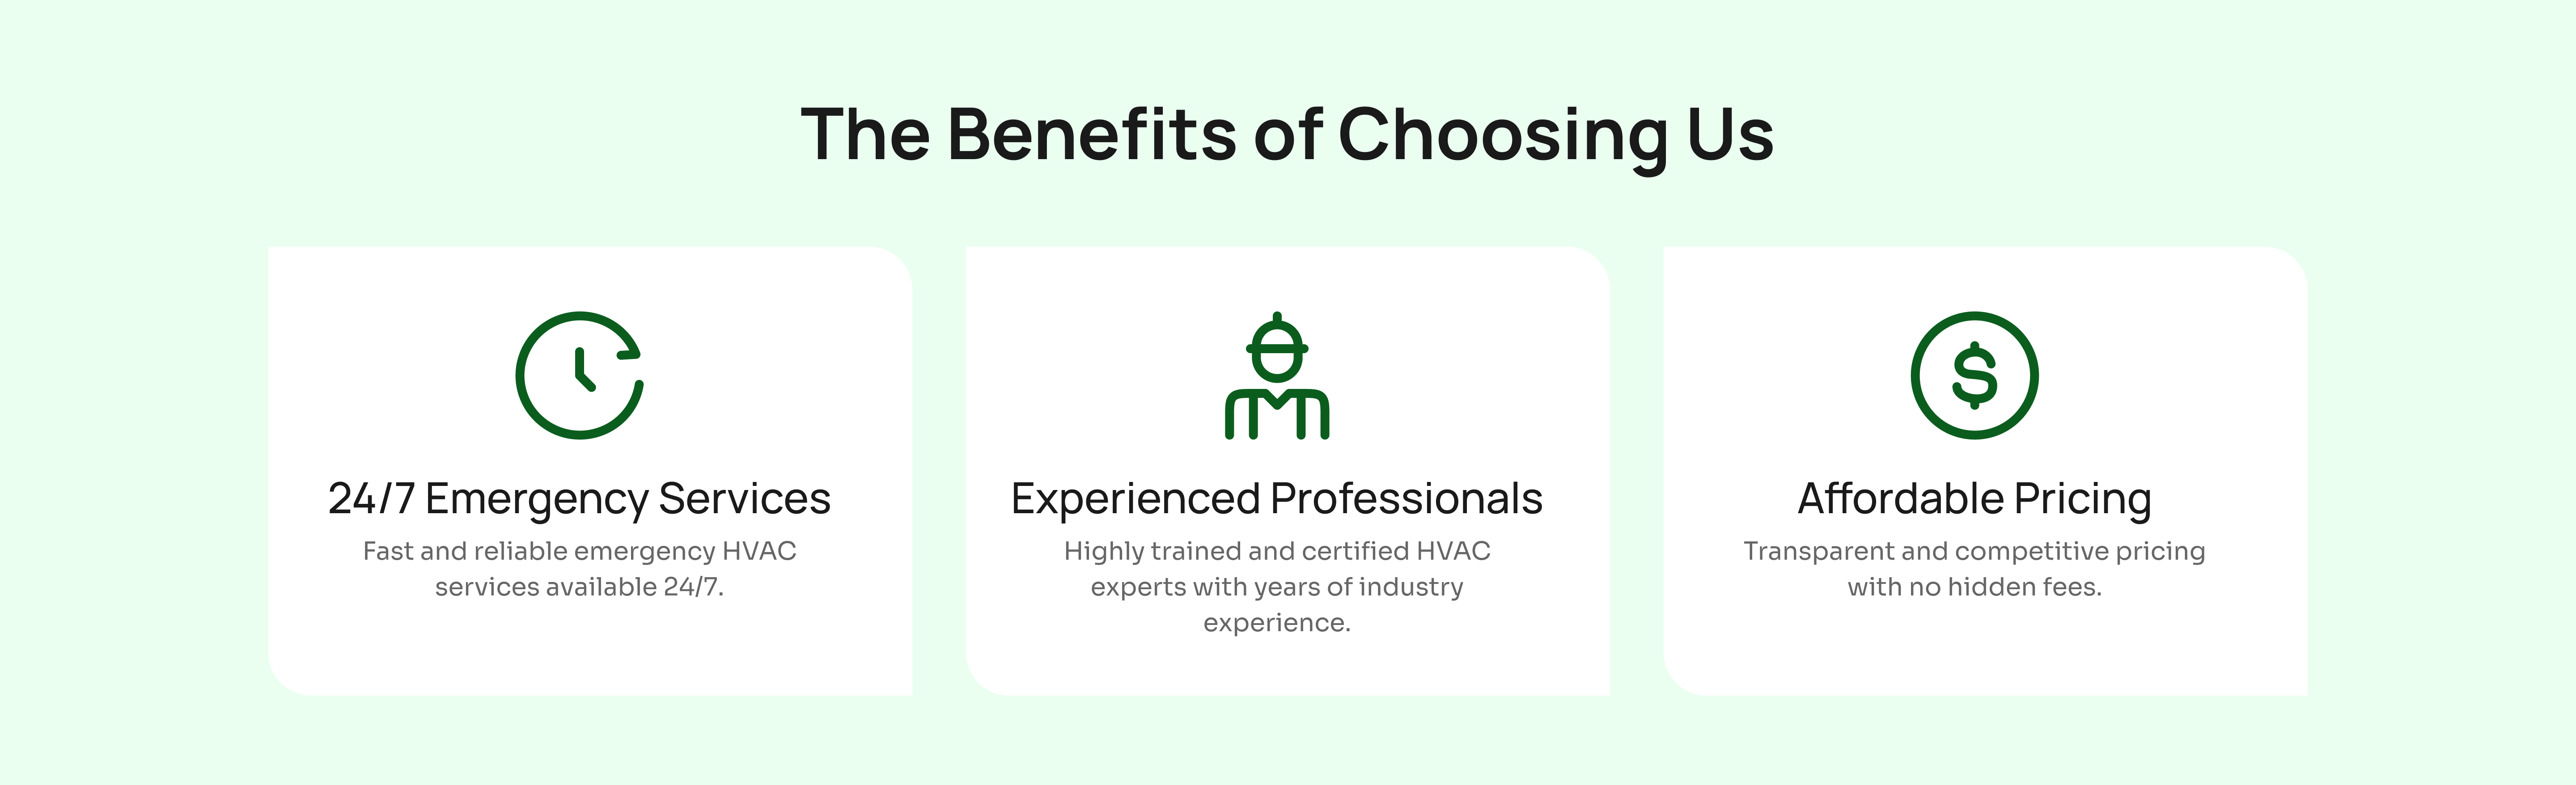 The Benefits of Choosing Us
24/7 Emergency Services
Fast and reliable emergency HVAC
services available 24/7.
Experienced Professionals
Highly trained and certified HVAC
experts with years of industry
experience.
Affordable Pricing
Transparent and competitive pricing
with no hidden fees.